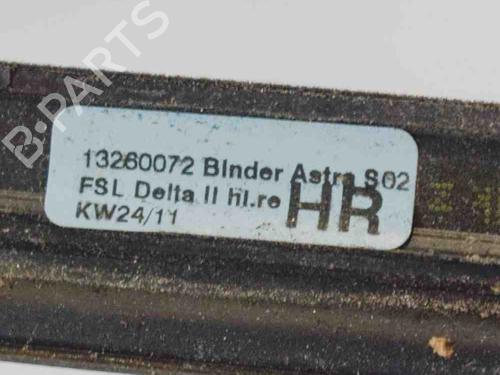 B-PARTS
13260072 Binder Astra S02
FSL Delta II hi.re HR
KW24/11